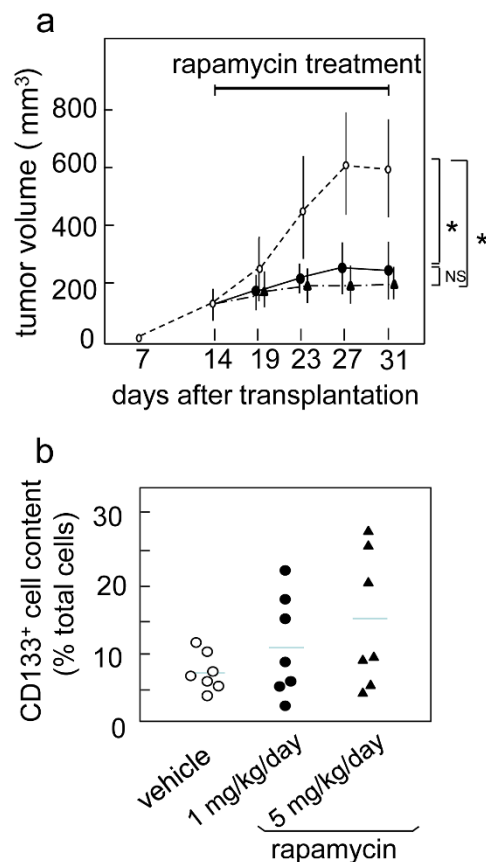 a
rapamycin treatment
tumor volume ( mm³)
800
600
400
200
0
* *
NS
7 14 19 23 27 31
days after transplantation
b
CD133⁺ cell content
(% total cells)
30
20
10
0
vehicle
1 mg/kg/day
5 mg/kg/day
rapamycin